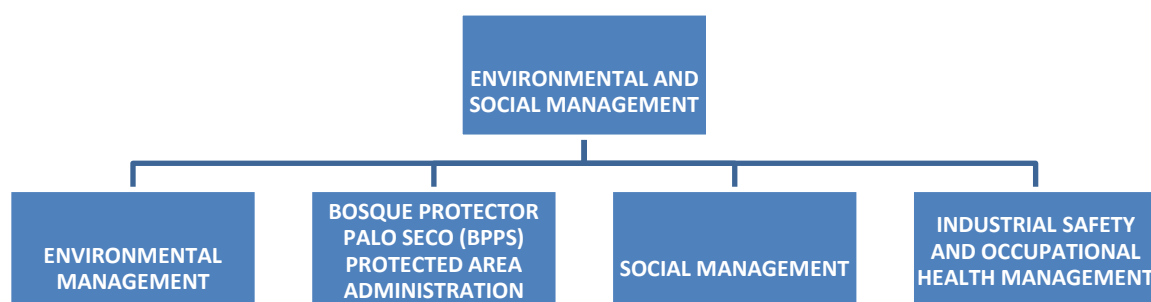 ENVIRONMENTAL AND
SOCIAL MANAGEMENT
ENVIRONMENTAL
MANAGEMENT
BOSQUE PROTECTOR
PALO SECO (BPPS)
PROTECTED AREA
ADMINISTRATION
SOCIAL MANAGEMENT
INDUSTRIAL SAFETY
AND OCCUPATIONAL
HEALTH MANAGEMENT